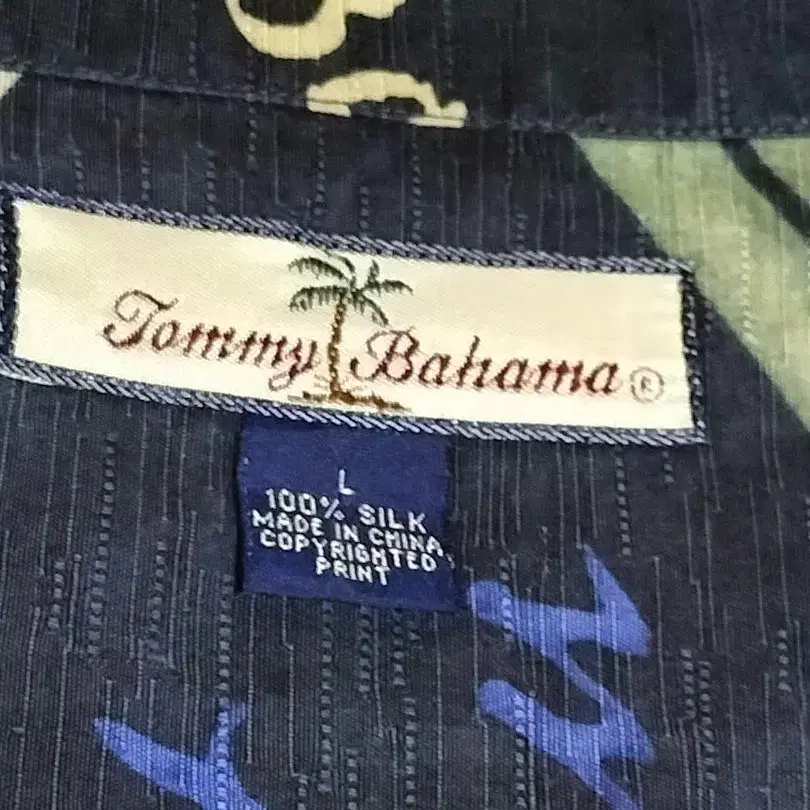 Tommy Bahama ®
L
100% SILK
MADE IN CHINA
COPYRIGHTED
PRINT